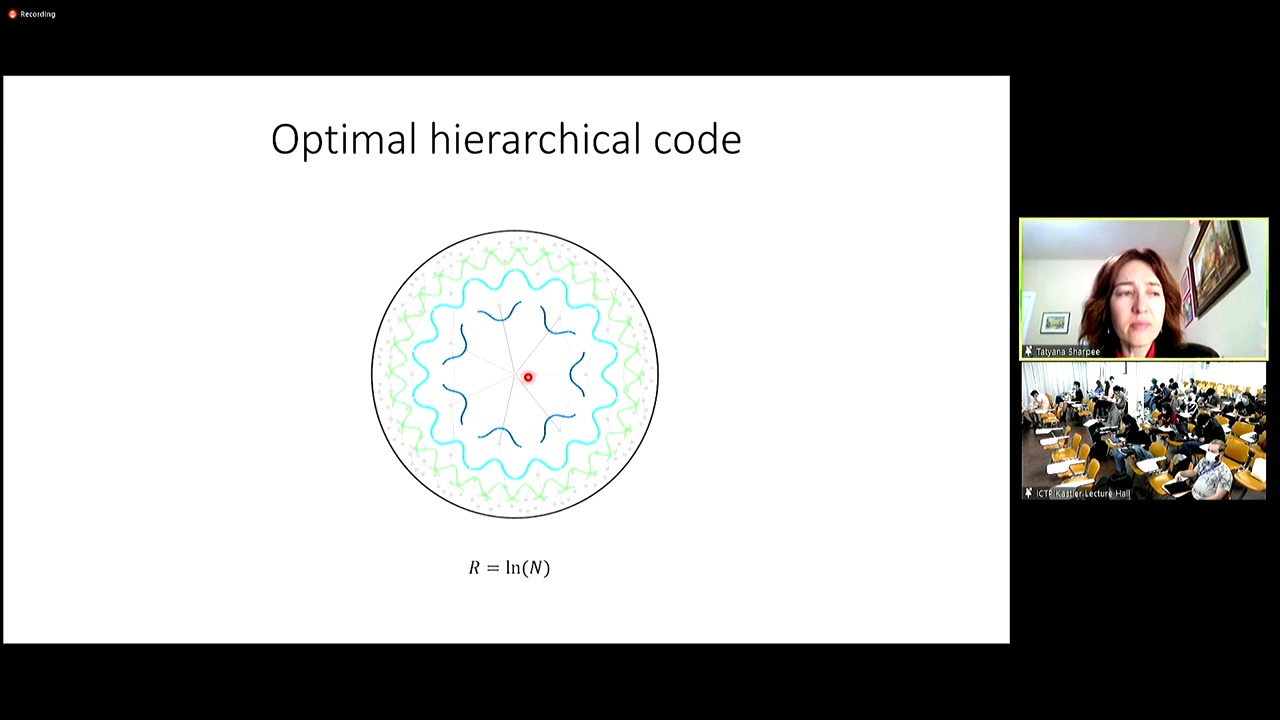 Recording
Optimal hierarchical code
R = ln(N)
Tatyana Sharpee
ICTP Kastler Lecture Hall